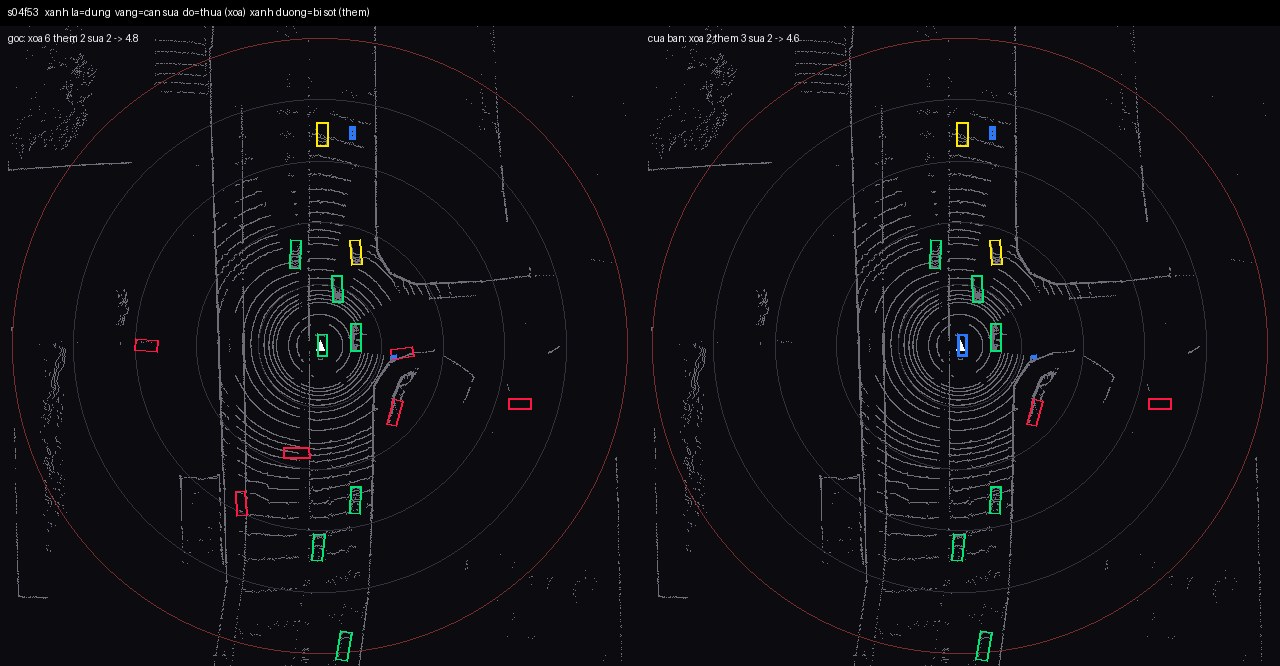 s04f53 xanh la=dung vang=can sua do=thua (xoa) xanh duong=bi sot (them)
goc: xoa 6 them 2 sua 2 -> 4.8
cua ban: xoa 2 them 3 sua 2 -> 4.6